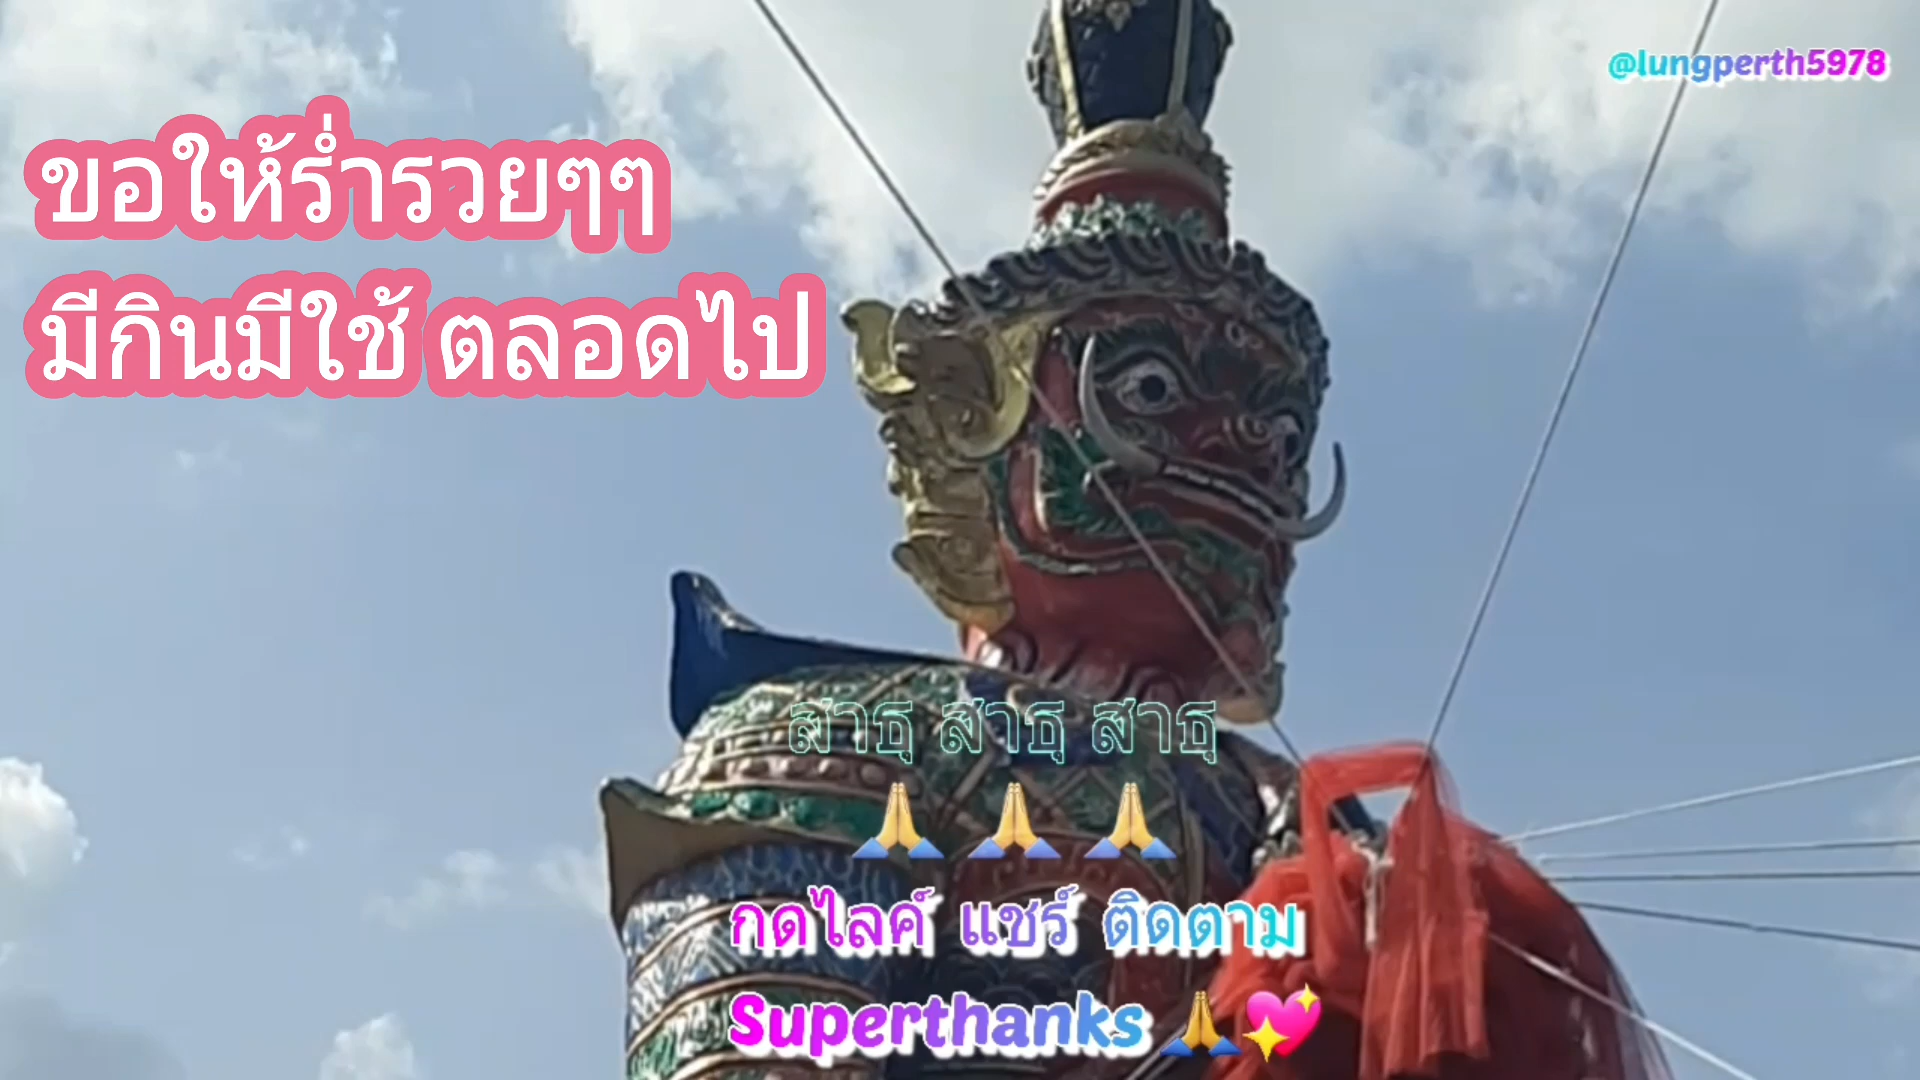 @lungperth5978
ขอให้ร่ำรวยๆๆ
มีกินมีใช้ ตลอดไป
สาธุ สาธุ สาธุ
🙏 🙏 🙏
กดไลค์ แชร์ ติดตาม
Superthanks 🙏💖